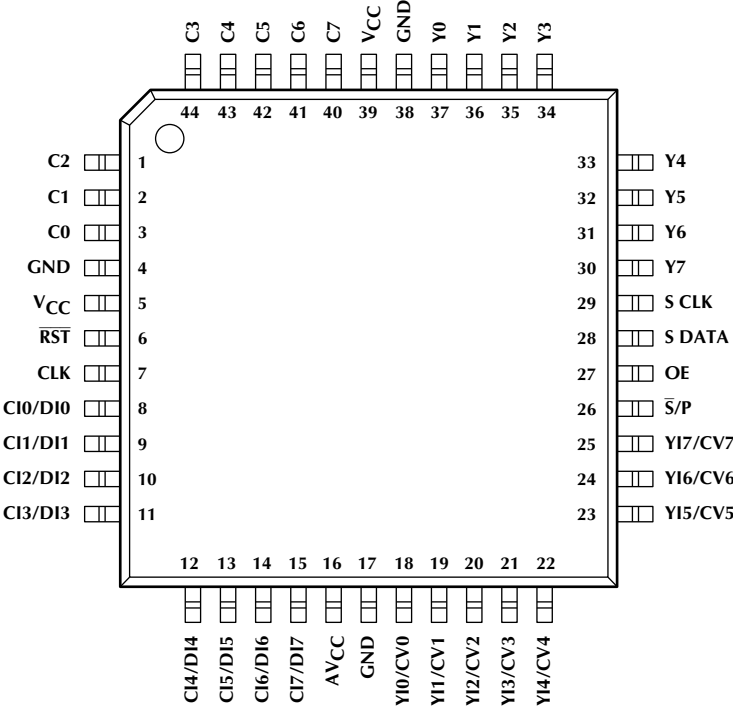 C3 C4 C5 C6 C7 VCC GND Y0 Y1 Y2 Y3
44 43 42 41 40 39 38 37 36 35 34
C2 1 33 Y4
C1 2 32 Y5
C0 3 31 Y6
GND 4 30 Y7
VCC 5 29 S CLK
R̅S̅T̅ 6 28 S DATA
CLK 7 27 OE
CI0/DI0 8 26 S̅/P
CI1/DI1 9 25 YI7/CV7
CI2/DI2 10 24 YI6/CV6
CI3/DI3 11 23 YI5/CV5
12 13 14 15 16 17 18 19 20 21 22
CI4/DI4 CI5/DI5 CI6/DI6 CI7/DI7 AVCC GND YI0/CV0 YI1/CV1 YI2/CV2 YI3/CV3 YI4/CV4